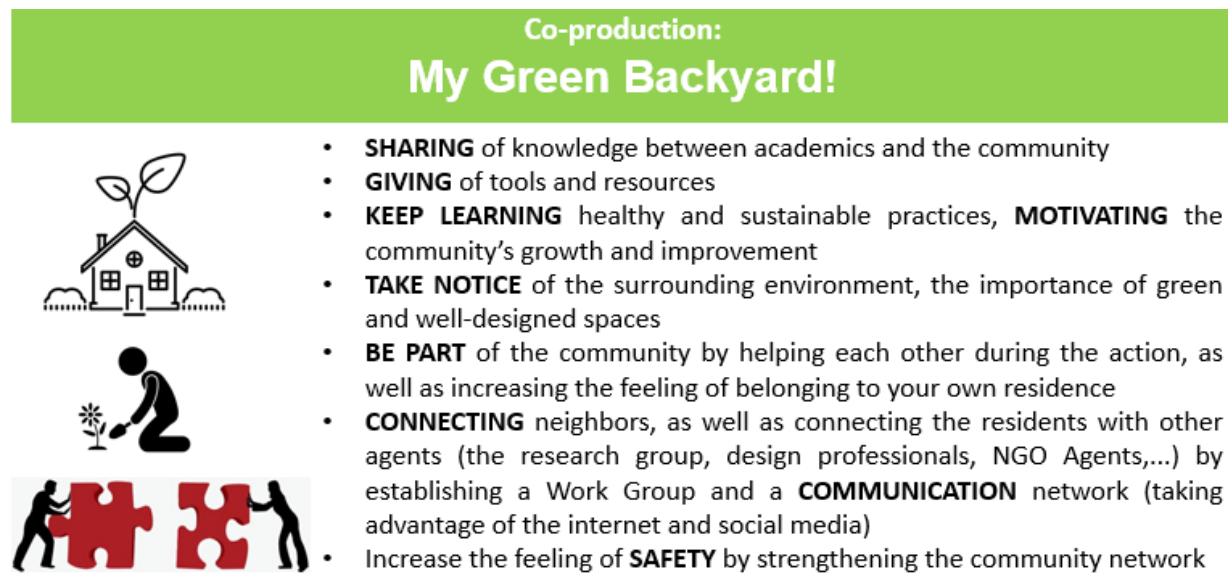 Co-production:
My Green Backyard!
• SHARING of knowledge between academics and the community
• GIVING of tools and resources
• KEEP LEARNING healthy and sustainable practices, MOTIVATING the
community’s growth and improvement
• TAKE NOTICE of the surrounding environment, the importance of green
and well-designed spaces
• BE PART of the community by helping each other during the action, as
well as increasing the feeling of belonging to your own residence
• CONNECTING neighbors, as well as connecting the residents with other
agents (the research group, design professionals, NGO Agents,...) by
establishing a Work Group and a COMMUNICATION network (taking
advantage of the internet and social media)
• Increase the feeling of SAFETY by strengthening the community network